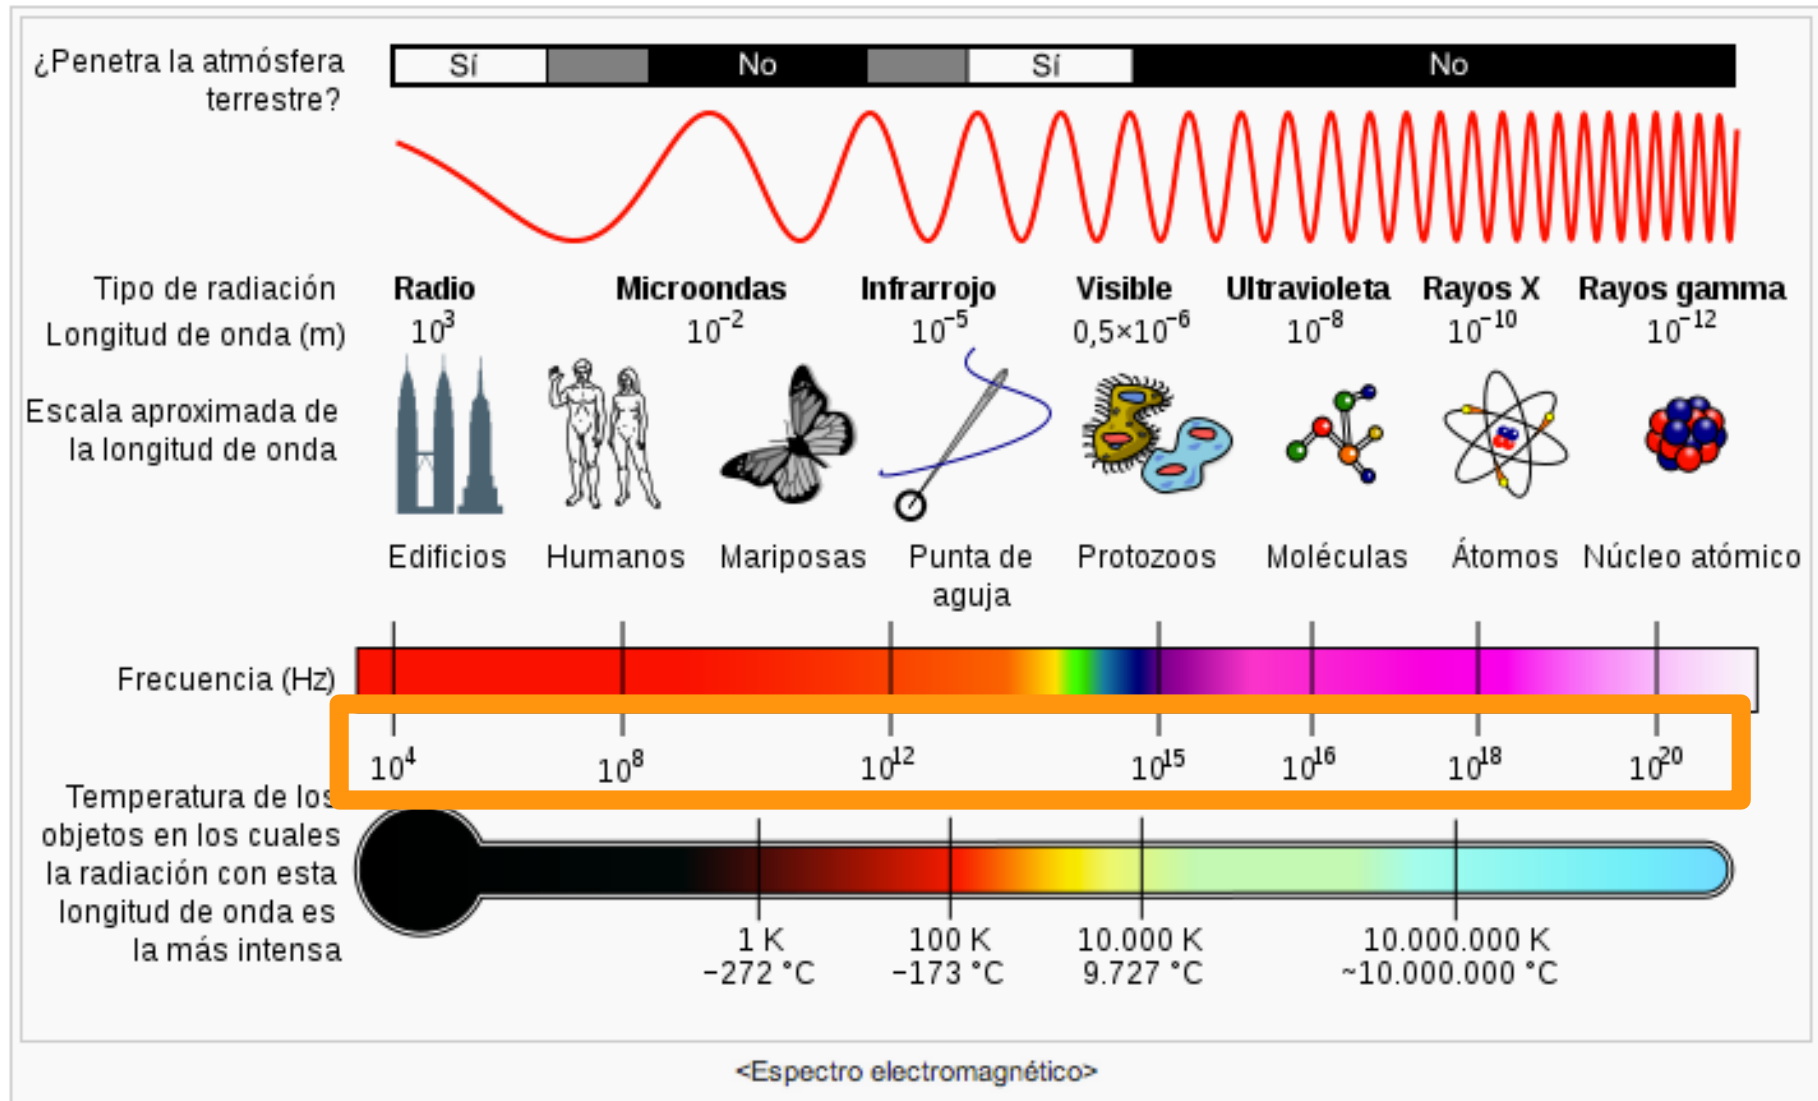 ¿Penetra la atmósfera
terrestre?
Sí No Sí No
Tipo de radiación Radio Microondas Infrarrojo Visible Ultravioleta Rayos X Rayos gamma
Longitud de onda (m) 10³ 10⁻² 10⁻⁵ 0,5×10⁻⁶ 10⁻⁸ 10⁻¹⁰ 10⁻¹²
Escala aproximada de
la longitud de onda
Edificios Humanos Mariposas Punta de Protozoos Moléculas Átomos Núcleo atómico
aguja
Frecuencia (Hz)
10⁴ 10⁸ 10¹² 10¹⁵ 10¹⁶ 10¹⁸ 10²⁰
Temperatura de los
objetos en los cuales
la radiación con esta
longitud de onda es
la más intensa
1 K 100 K 10.000 K 10.000.000 K
−272 °C −173 °C 9.727 °C ~10.000.000 °C
<Espectro electromagnético>